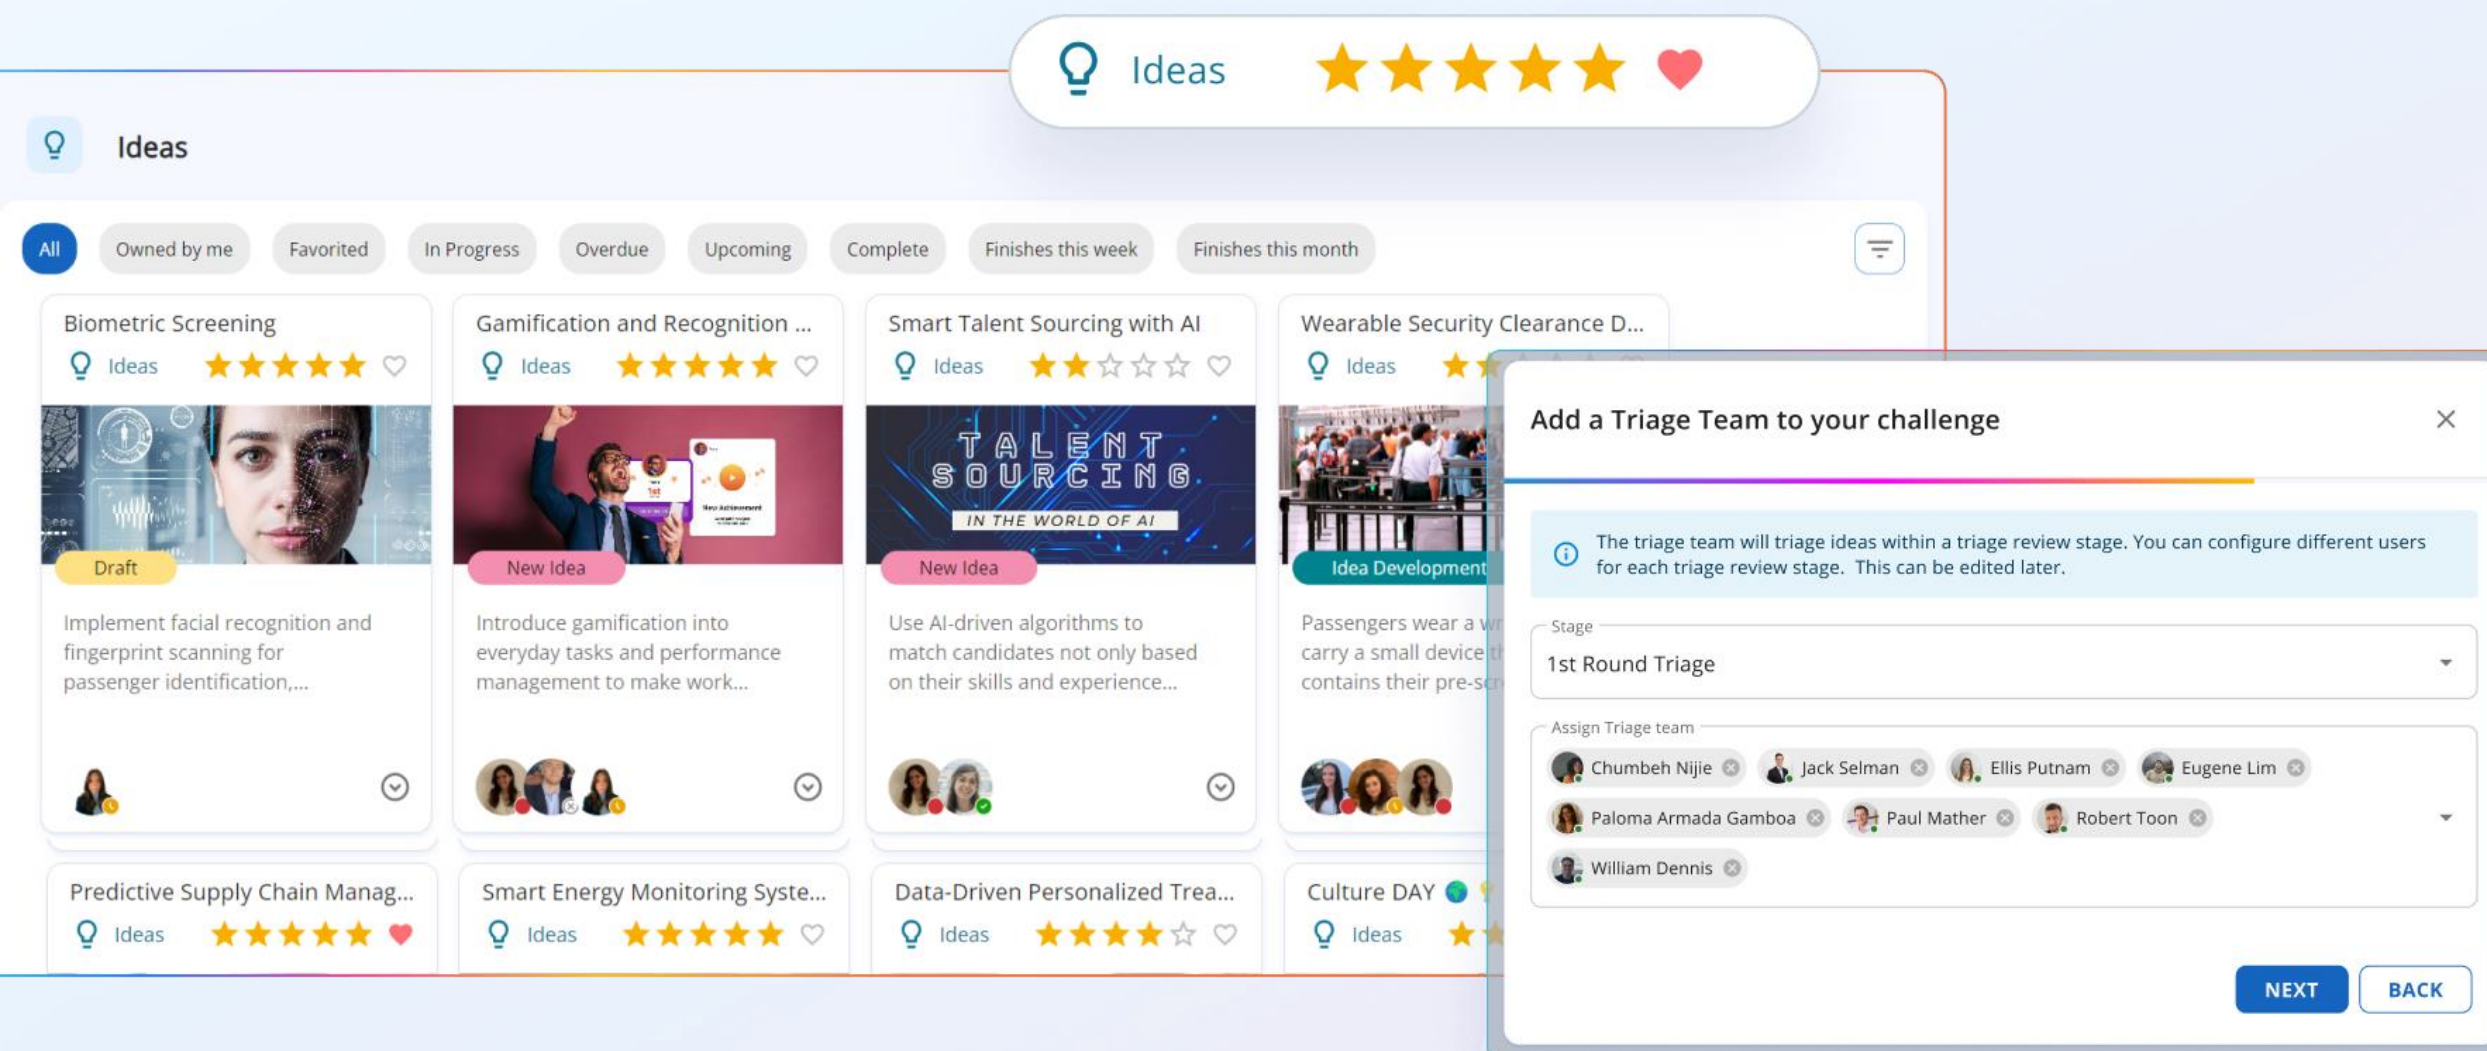 Ideas
Ideas
All
Owned by me
Favorited
In Progress
Overdue
Upcoming
Complete
Finishes this week
Finishes this month
Biometric Screening
Ideas
Draft
Implement facial recognition and
fingerprint scanning for
passenger identification,...
Gamification and Recognition ...
Ideas
1st
New Achievement
New Idea
Introduce gamification into
everyday tasks and performance
management to make work...
Smart Talent Sourcing with AI
Ideas
TALENT
SOURCING
IN THE WORLD OF AI
New Idea
Use AI-driven algorithms to
match candidates not only based
on their skills and experience...
Wearable Security Clearance D...
Ideas
Idea Development
Passengers wear a
carry a small device
contains their
Predictive Supply Chain Manag...
Ideas
Smart Energy Monitoring Syste...
Ideas
Data-Driven Personalized Trea...
Ideas
Culture DAY
Ideas
Add a Triage Team to your challenge
The triage team will triage ideas within a triage review stage. You can configure different users
for each triage review stage. This can be edited later.
Stage
1st Round Triage
Assign Triage team
Chumbeh Nijie
Jack Selman
Ellis Putnam
Eugene Lim
Paloma Armada Gamboa
Paul Mather
Robert Toon
William Dennis
NEXT
BACK